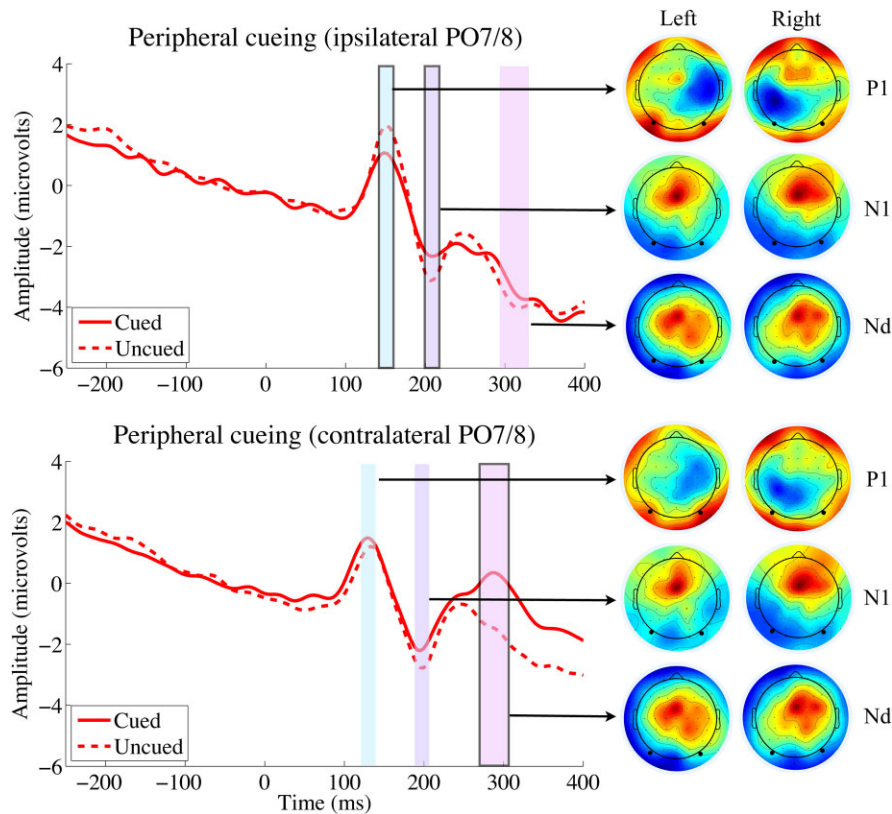 Left Right
Peripheral cueing (ipsilateral PO7/8)
4
2
0
−2
−4
−6
Amplitude (microvolts)
Cued
Uncued
−200 −100 0 100 200 300 400
P1
N1
Nd
Peripheral cueing (contralateral PO7/8)
4
2
0
−2
−4
−6
Amplitude (microvolts)
Cued
Uncued
−200 −100 0 100 200 300 400
Time (ms)
P1
N1
Nd